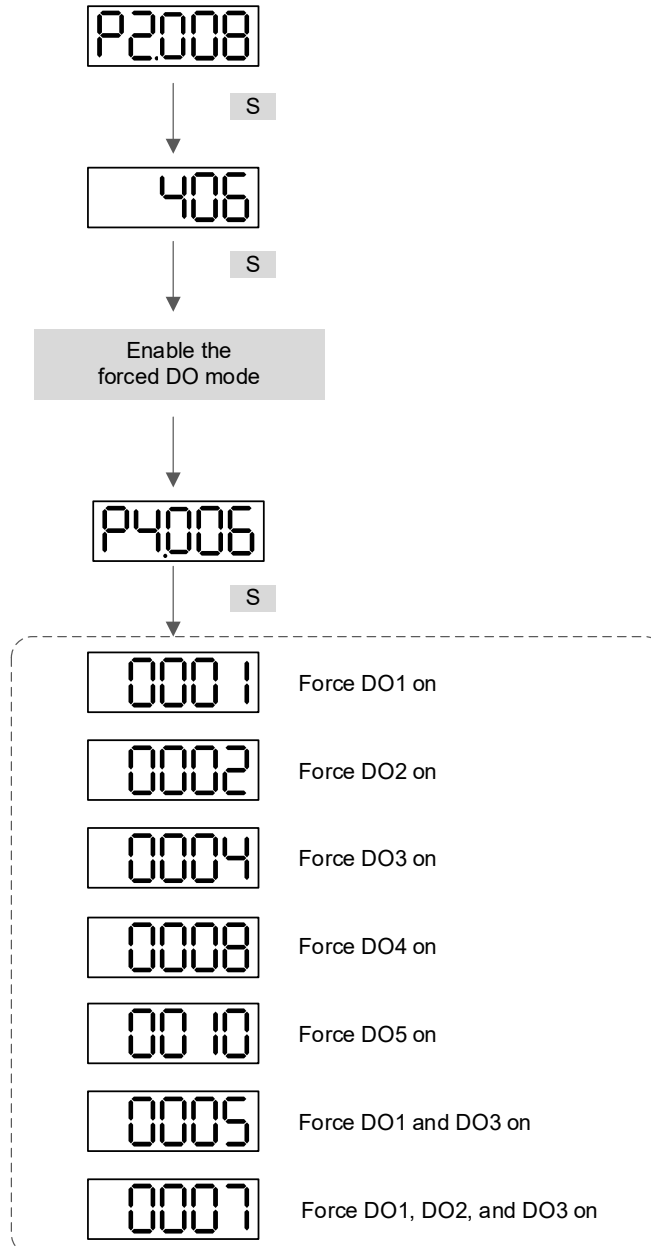 P2.008
S
406
S
Enable the
forced DO mode
P4.006
S
0001 Force DO1 on
0002 Force DO2 on
0004 Force DO3 on
0008 Force DO4 on
0010 Force DO5 on
0005 Force DO1 and DO3 on
0007 Force DO1, DO2, and DO3 on